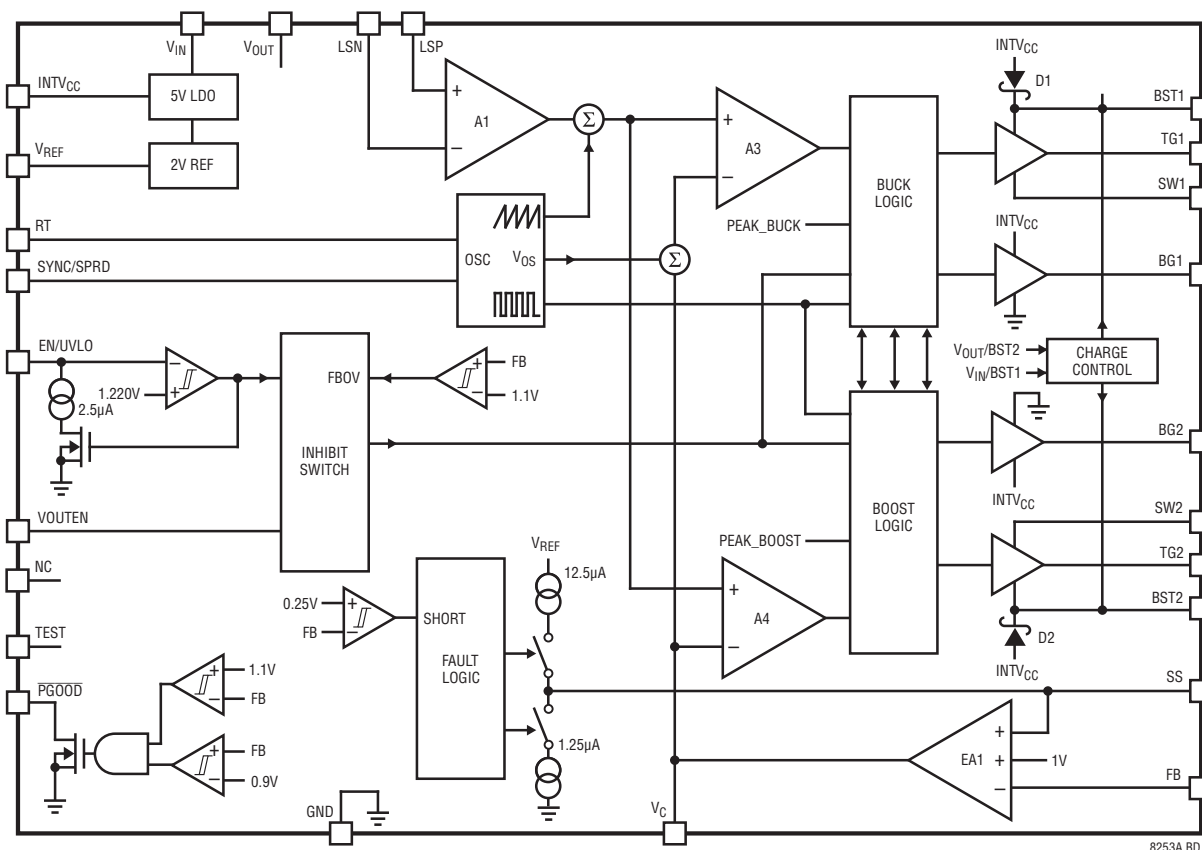 VIN
VOUT
LSN
LSP
INTVCC
INTVCC
5V LDO
D1
BST1
A1
+
−
Σ
+
A3
−
TG1
VREF
2V REF
BUCK
LOGIC
SW1
RT
PEAK_BUCK
INTVCC
OSC
VOS
Σ
SYNC/SPRD
BG1
EN/UVLO
−
+
1.220V
2.5µA
FBOV
+
−
FB
1.1V
VOUT/BST2
VIN/BST1
CHARGE
CONTROL
INHIBIT
SWITCH
BG2
INTVCC
BOOST
LOGIC
SW2
VOUTEN
VREF
PEAK_BOOST
TG2
12.5µA
NC
+
A4
−
0.25V
FB
+
−
SHORT
BST2
TEST
D2
FAULT
LOGIC
INTVCC
PGOOD
+
−
1.1V
FB
SS
+
−
FB
0.9V
1.25µA
EA1
+
+
−
1V
FB
GND
VC
8253A BD